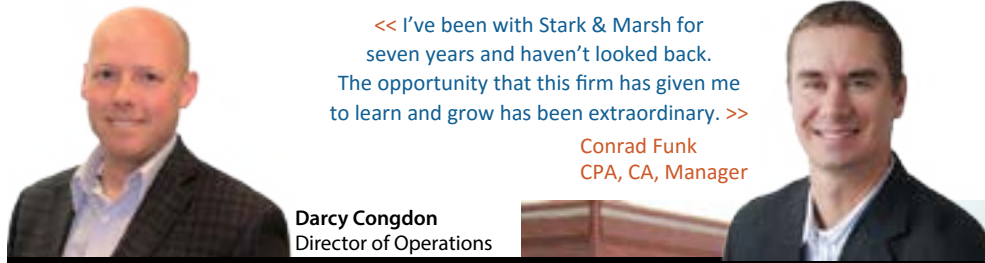 << I’ve been with Stark & Marsh for
seven years and haven’t looked back.
The opportunity that this firm has given me
to learn and grow has been extraordinary. >>
Conrad Funk
CPA, CA, Manager
Darcy Congdon
Director of Operations